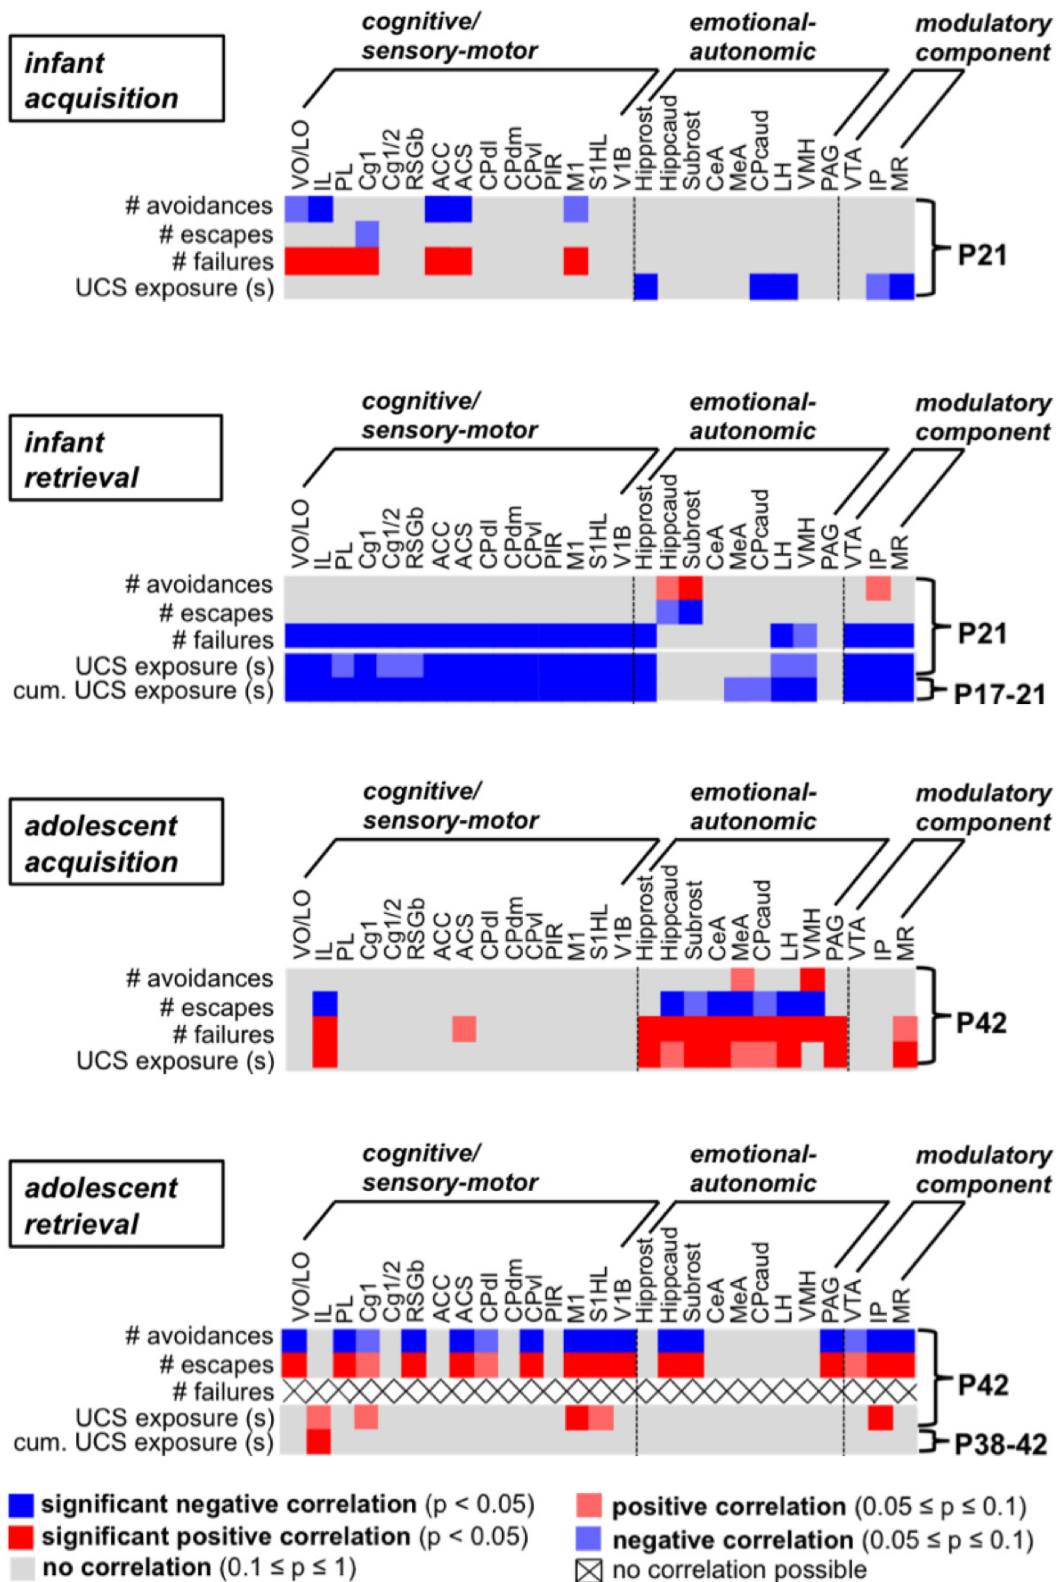 infant
acquisition
cognitive/
sensory-motor
emotional-
autonomic
modulatory
component
VO/LO
IL
PL
Cg1
Cg1/2
RSGb
ACC
ACS
CPdl
CPdm
CPvl
PIR
M1
S1HL
V1B
Hipprost
Hippcaud
Subrost
CeA
MeA
CPcaud
LH
VMH
PAG
VTA
IP
MR
# avoidances
# escapes
# failures
UCS exposure (s)
P21
infant
retrieval
cognitive/
sensory-motor
emotional-
autonomic
modulatory
component
VO/LO
IL
PL
Cg1
Cg1/2
RSGb
ACC
ACS
CPdl
CPdm
CPvl
PIR
M1
S1HL
V1B
Hipprost
Hippcaud
Subrost
CeA
MeA
CPcaud
LH
VMH
PAG
VTA
IP
MR
# avoidances
# escapes
# failures
UCS exposure (s)
cum. UCS exposure (s)
P21
P17-21
adolescent
acquisition
cognitive/
sensory-motor
emotional-
autonomic
modulatory
component
VO/LO
IL
PL
Cg1
Cg1/2
RSGb
ACC
ACS
CPdl
CPdm
CPvl
PIR
M1
S1HL
V1B
Hipprost
Hippcaud
Subrost
CeA
MeA
CPcaud
LH
VMH
PAG
VTA
IP
MR
# avoidances
# escapes
# failures
UCS exposure (s)
P42
adolescent
retrieval
cognitive/
sensory-motor
emotional-
autonomic
modulatory
component
VO/LO
IL
PL
Cg1
Cg1/2
RSGb
ACC
ACS
CPdl
CPdm
CPvl
PIR
M1
S1HL
V1B
Hipprost
Hippcaud
Subrost
CeA
MeA
CPcaud
LH
VMH
PAG
VTA
IP
MR
# avoidances
# escapes
# failures
UCS exposure (s)
cum. UCS exposure (s)
P42
P38-42
significant negative correlation (p < 0.05)
significant positive correlation (p < 0.05)
no correlation (0.1 ≤ p ≤ 1)
positive correlation (0.05 ≤ p ≤ 0.1)
negative correlation (0.05 ≤ p ≤ 0.1)
no correlation possible